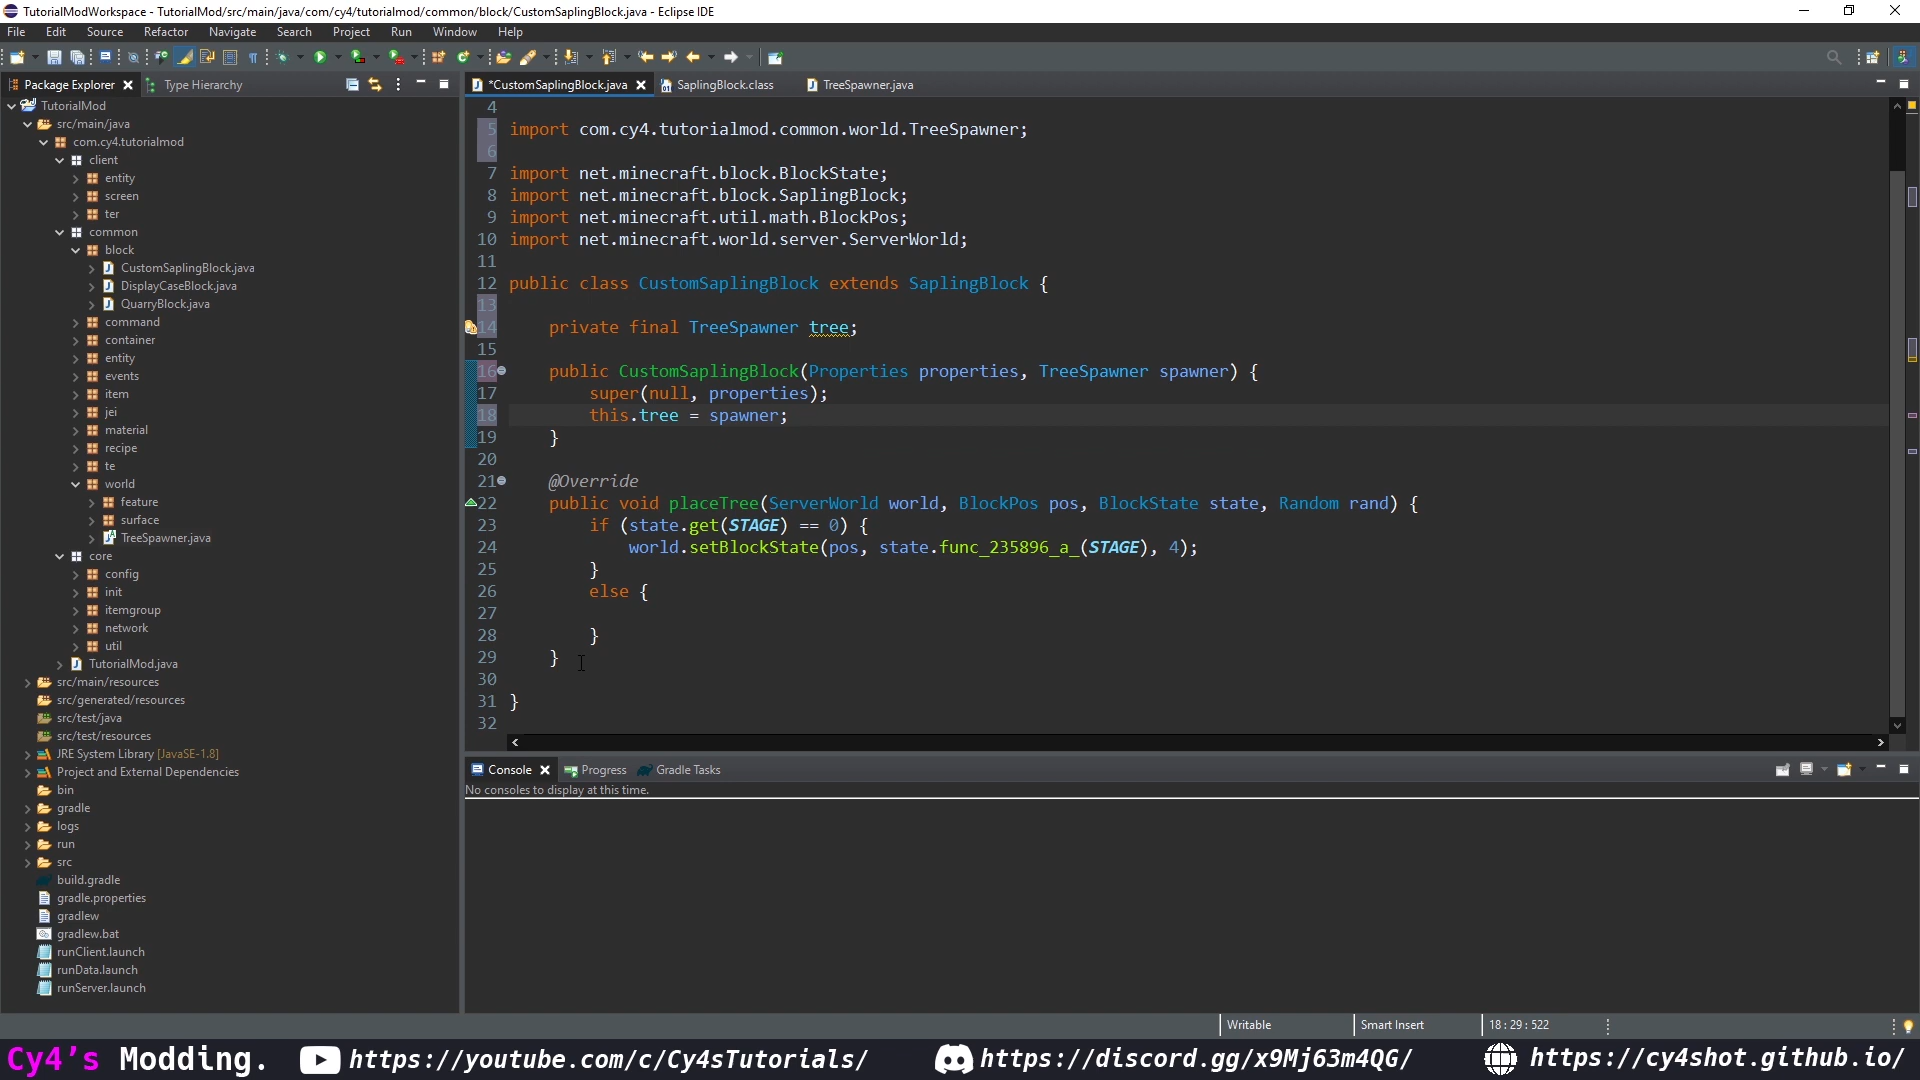 TutorialModWorkspace - TutorialMod/src/main/java/com/cy4/tutorialmod/common/block/CustomSaplingBlock.java - Eclipse IDE
File Edit Source Refactor Navigate Search Project Run Window Help
Package Explorer Type Hierarchy
*CustomSaplingBlock.java SaplingBlock.class TreeSpawner.java
TutorialMod
src/main/java
com.cy4.tutorialmod
client
entity
screen
ter
common
block
CustomSaplingBlock.java
DisplayCaseBlock.java
QuarryBlock.java
command
container
entity
events
item
jei
material
recipe
te
world
feature
surface
TreeSpawner.java
core
config
init
itemgroup
network
util
TutorialMod.java
src/main/resources
src/generated/resources
src/test/java
src/test/resources
JRE System Library [JavaSE-1.8]
Project and External Dependencies
bin
gradle
logs
run
src
build.gradle
gradle.properties
gradlew
gradlew.bat
runClient.launch
runData.launch
runServer.launch
4
5 import com.cy4.tutorialmod.common.world.TreeSpawner;
6
7 import net.minecraft.block.BlockState;
8 import net.minecraft.block.SaplingBlock;
9 import net.minecraft.util.math.BlockPos;
10 import net.minecraft.world.server.ServerWorld;
11
12 public class CustomSaplingBlock extends SaplingBlock {
13
14 private final TreeSpawner tree;
15
16 public CustomSaplingBlock(Properties properties, TreeSpawner spawner) {
17 super(null, properties);
18 this.tree = spawner;
19 }
20
21 @Override
22 public void placeTree(ServerWorld world, BlockPos pos, BlockState state, Random rand) {
23 if (state.get(STAGE) == 0) {
24 world.setBlockState(pos, state.func_235896_a_(STAGE), 4);
25 }
26 else {
27
28 }
29 }
30
31 }
32
Console Progress Gradle Tasks
No consoles to display at this time.
Writable Smart Insert 18 : 29 : 522
Cy4's Modding. https://youtube.com/c/Cy4sTutorials/ https://discord.gg/x9Mj63m4QG/ https://cy4shot.github.io/